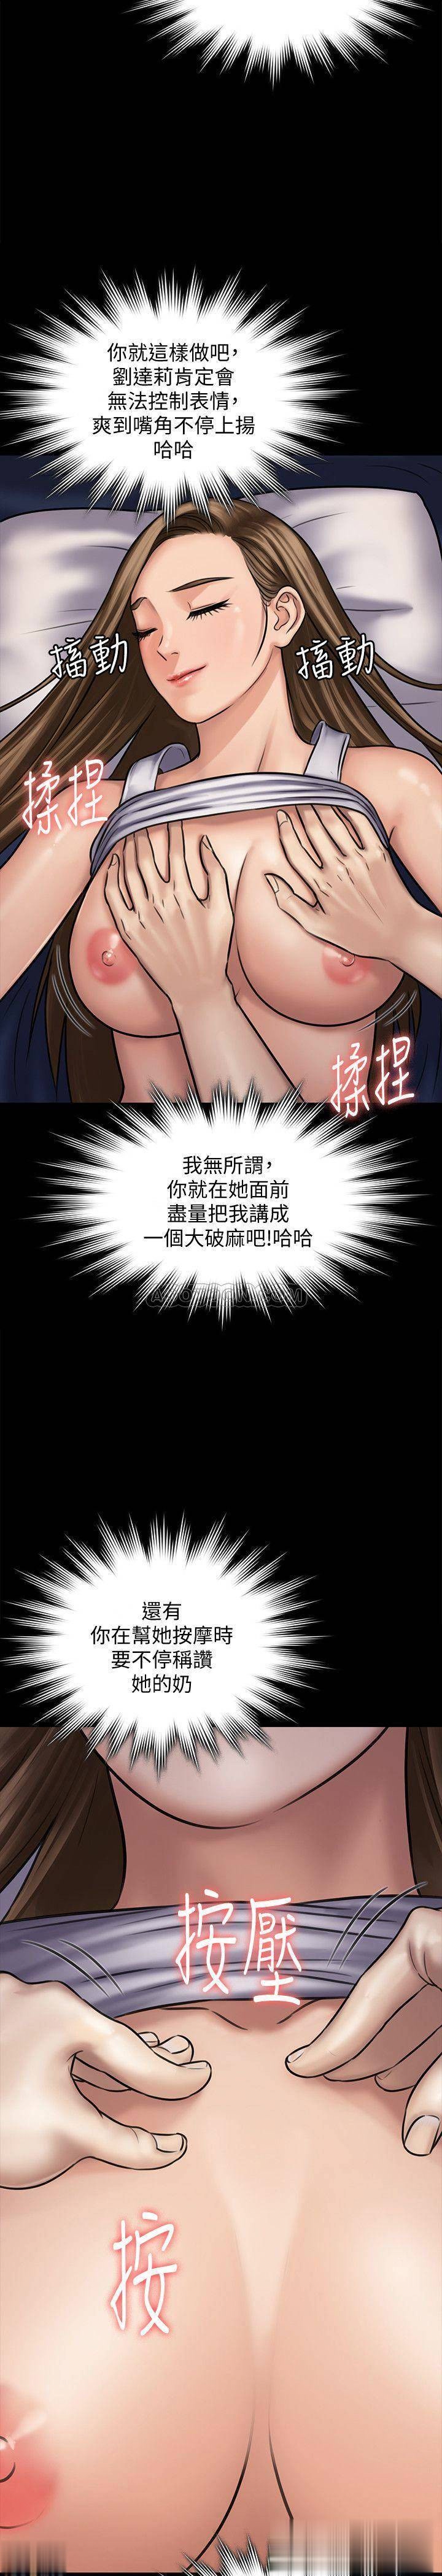 你就這樣做吧，
劉達莉肯定會
無法控制表情，
爽到嘴角不停上揚
哈哈
搐動
搐動
揉捏
揉捏
我無所謂，
你就在她面前
盡量把我講成
一個大破麻吧!哈哈
還有
你在幫她按摩時
要不停稱讚
她的奶
按壓
按